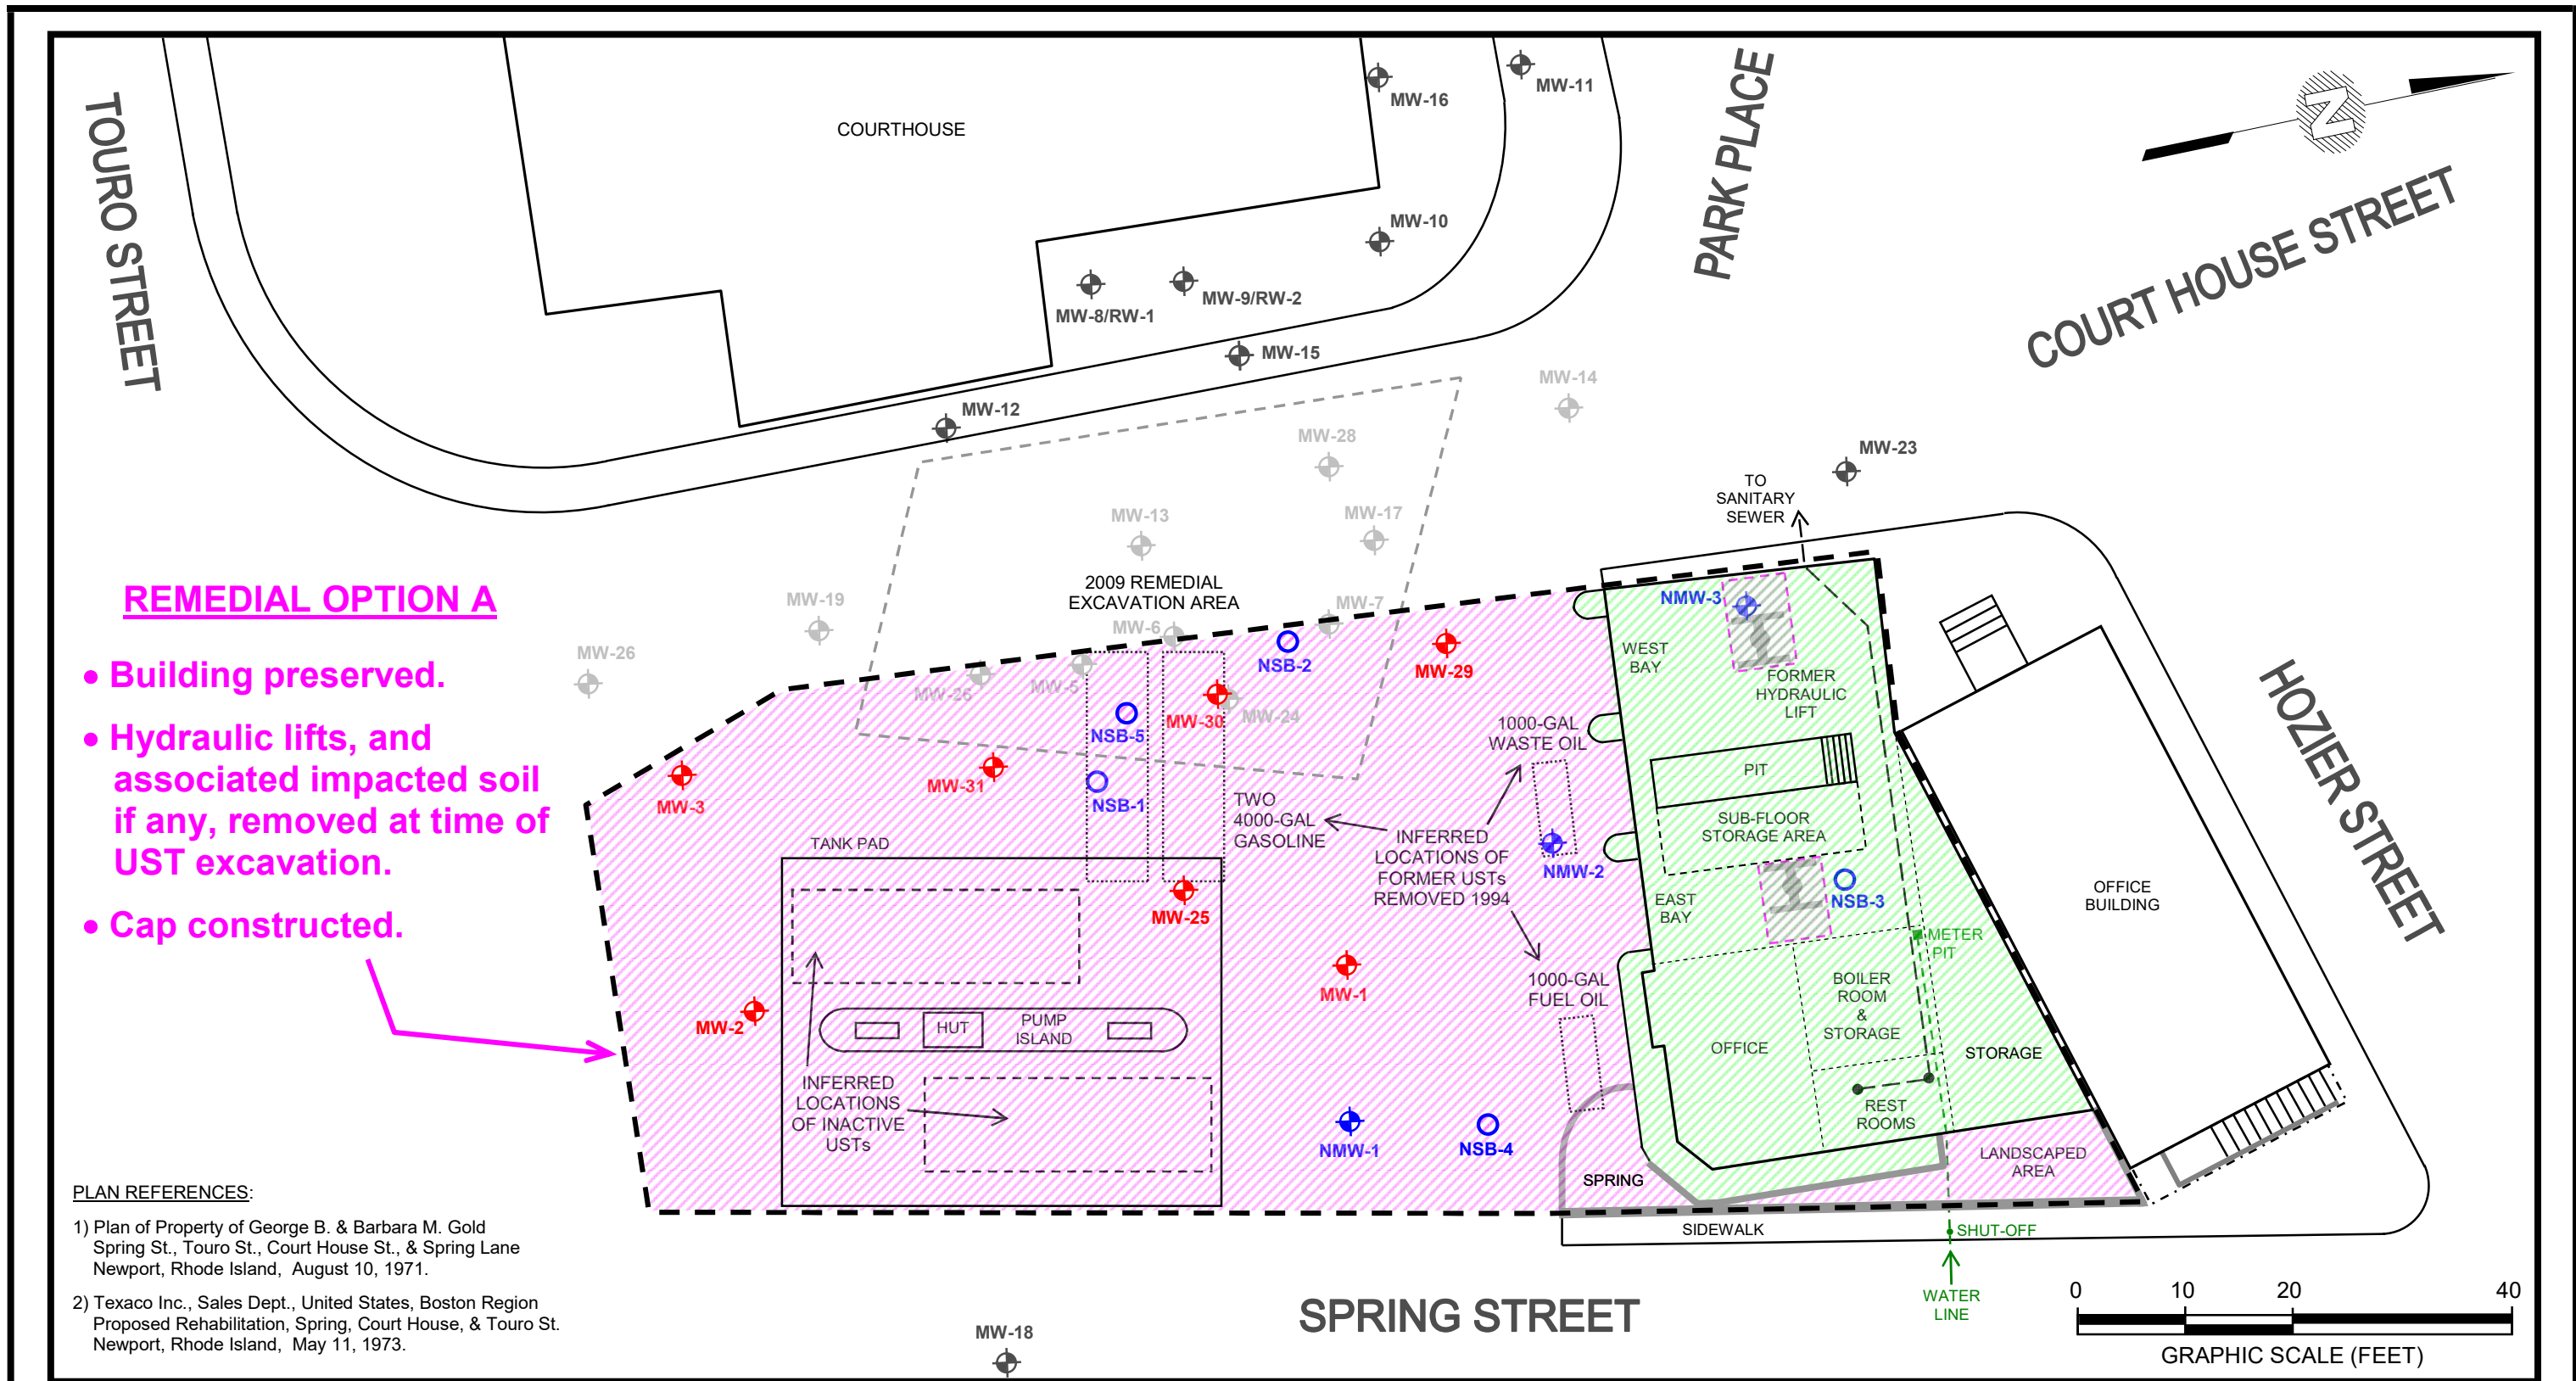 TOURO STREET
COURTHOUSE
MW-16
MW-11
PARK PLACE
N
COURT HOUSE STREET
MW-10
MW-8/RW-1
MW-9/RW-2
MW-15
MW-12
MW-14
MW-28
MW-23
TO
SANITARY
SEWER
MW-13
MW-17
2009 REMEDIAL
EXCAVATION AREA
MW-19
MW-6
MW-7
MW-26
MW-26
MW-5
MW-24
REMEDIAL OPTION A
• Building preserved.
• Hydraulic lifts, and
associated impacted soil
if any, removed at time of
UST excavation.
• Cap constructed.
NSB-2
MW-29
NMW-3
WEST
BAY
FORMER
HYDRAULIC
LIFT
MW-30
NSB-5
MW-3
MW-31
NSB-1
1000-GAL
WASTE OIL
TWO
4000-GAL
GASOLINE
INFERRED
LOCATIONS OF
FORMER USTs
REMOVED 1994
NMW-2
PIT
SUB-FLOOR
STORAGE AREA
EAST
BAY
NSB-3
HOZIER STREET
OFFICE
BUILDING
TANK PAD
MW-25
MW-1
MW-2
HUT
PUMP
ISLAND
1000-GAL
FUEL OIL
METER
PIT
BOILER
ROOM
&
STORAGE
OFFICE
STORAGE
REST
ROOMS
INFERRED
LOCATIONS
OF INACTIVE
USTs
NMW-1
NSB-4
SPRING
LANDSCAPED
AREA
SIDEWALK
SHUT-OFF
WATER
LINE
PLAN REFERENCES:
1) Plan of Property of George B. & Barbara M. Gold
Spring St., Touro St., Court House St., & Spring Lane
Newport, Rhode Island, August 10, 1971.
2) Texaco Inc., Sales Dept., United States, Boston Region
Proposed Rehabilitation, Spring, Court House, & Touro St.
Newport, Rhode Island, May 11, 1973.
MW-18
SPRING STREET
0 10 20 40
GRAPHIC SCALE (FEET)